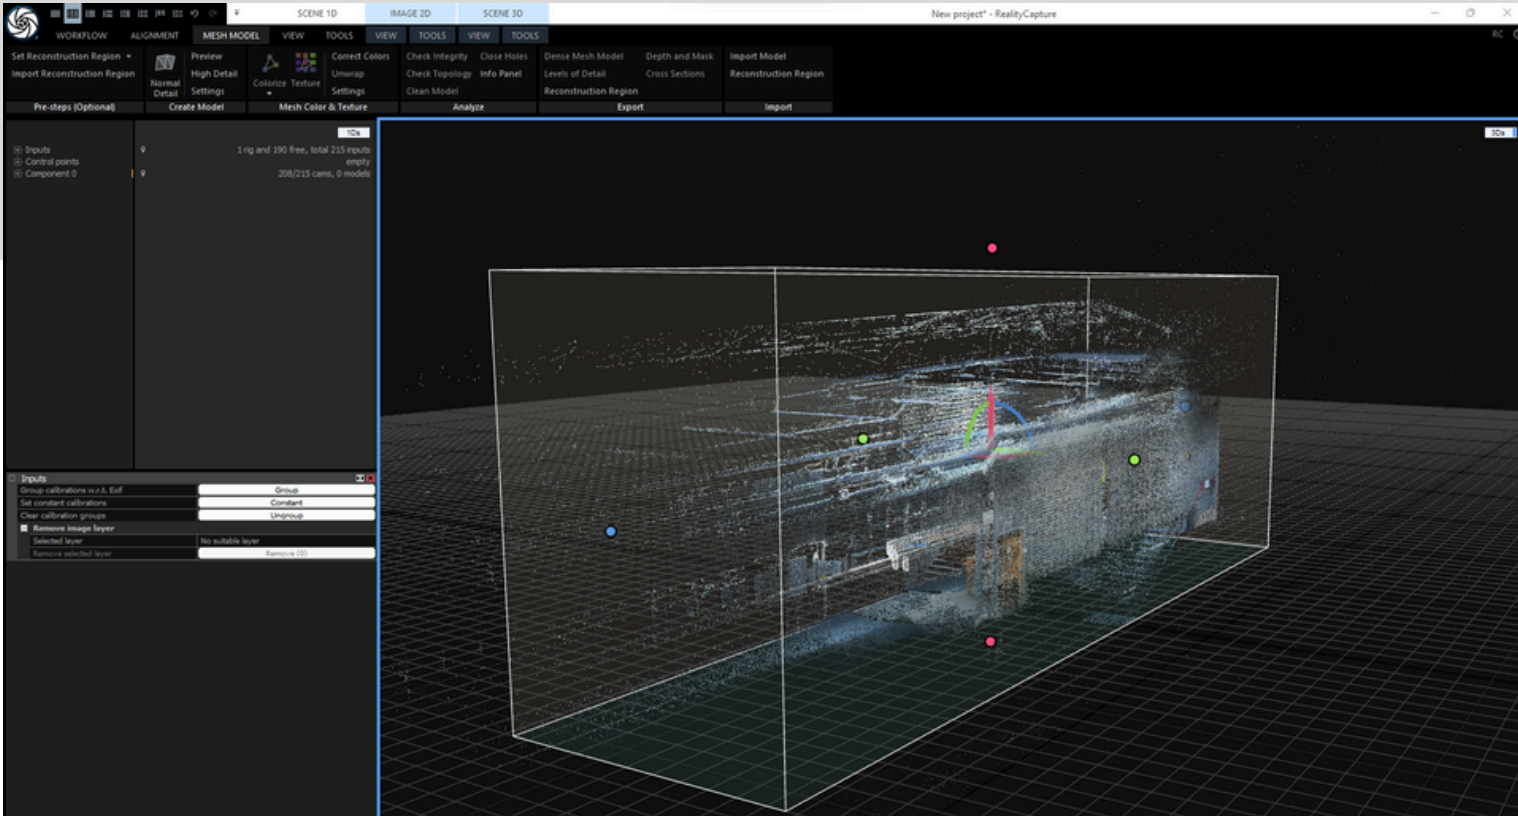 SCENE 1D IMAGE 2D SCENE 3D New project* - RealityCapture
WORKFLOW ALIGNMENT MESH MODEL VIEW TOOLS VIEW TOOLS VIEW TOOLS RC
Set Reconstruction Region
Import Reconstruction Region
Pre-steps (Optional)
Normal Detail
Preview
High Detail
Settings
Create Model
Colorize Texture
Correct Colors
Unwrap
Settings
Mesh Color & Texture
Check Integrity Close Holes
Check Topology Info Panel
Clean Model
Analyze
Dense Mesh Model Depth and Mask
Levels of Detail Cross Sections
Reconstruction Region
Export
Import Model
Reconstruction Region
Import
1Ds
Inputs 1 rig and 190 free, total 215 inputs
Control points empty
Component 0 208/215 cams, 0 models
Inputs
Group calibrations w.r.t. Exif Group
Set constant calibrations Constant
Clear calibration groups Ungroup
Remove image layer
Selected layer No suitable layer
Remove selected layer Remove (0)
3Ds